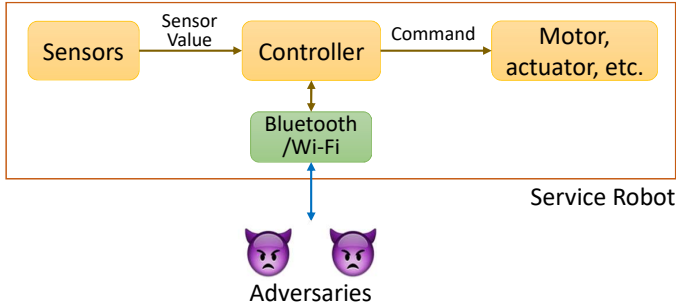 Sensor
Value
Sensors
Controller
Command
Motor,
actuator, etc.
Bluetooth
/Wi-Fi
Service Robot
Adversaries